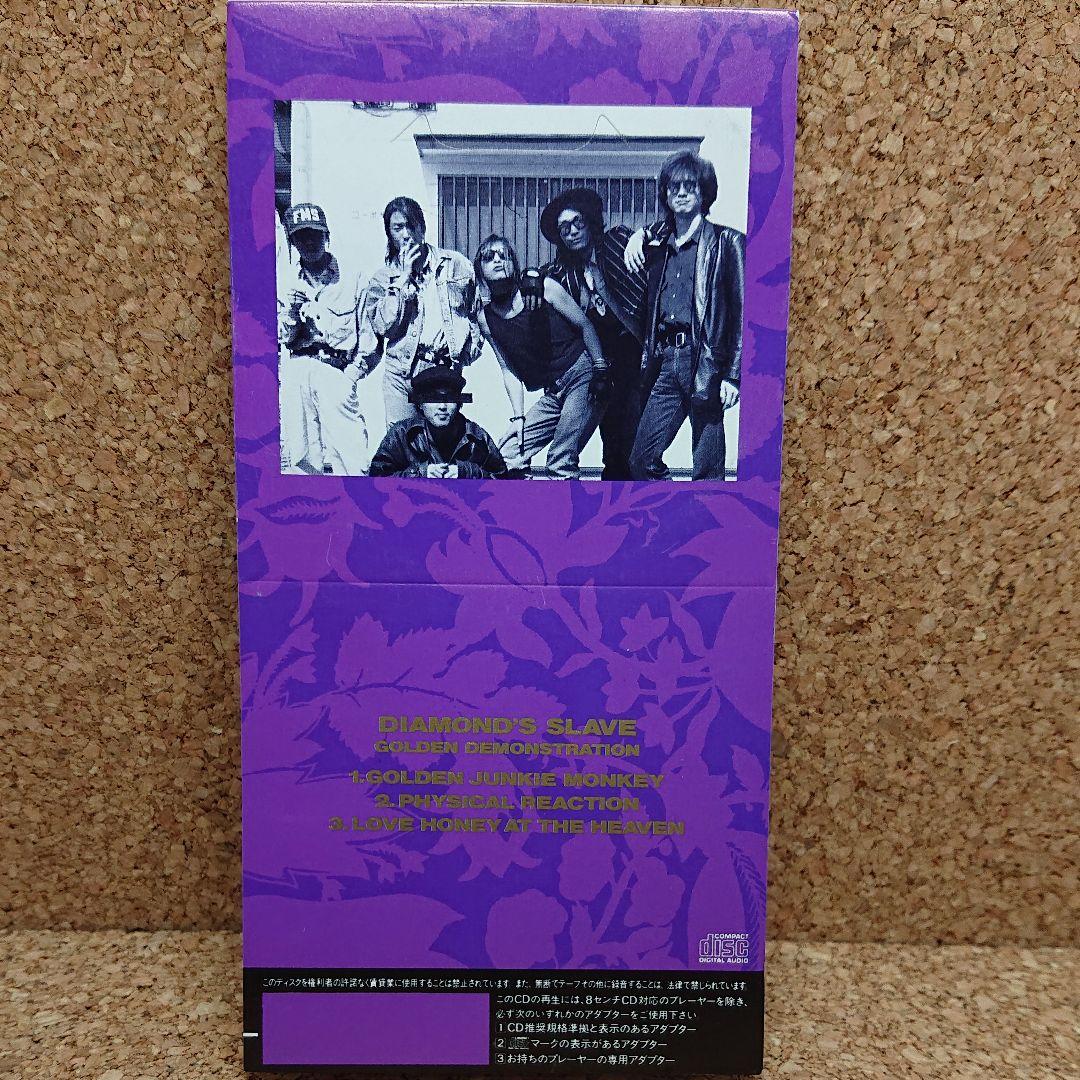 FMS
DIAMOND'S SLAVE
GOLDEN DEMONSTRATION
1.GOLDEN JUNKIE MONKEY
2.PHYSICAL REACTION
3.LOVE HONEY AT THE HEAVEN
COMPACT
disc
DIGITAL AUDIO
このディスクを権利者の許諾なく賃貸業に使用することは禁止されています。また、無断でテープその他に録音することは、法律で禁じられています。
このCDの再生には、8センチCD対応のプレーヤーを除き、
必ず次のいずれかのアダプターをご使用下さい。
1 CD推奨規格準拠と表示のあるアダプター
2 マークの表示があるアダプター
3 お持ちのプレーヤーの専用アダプター